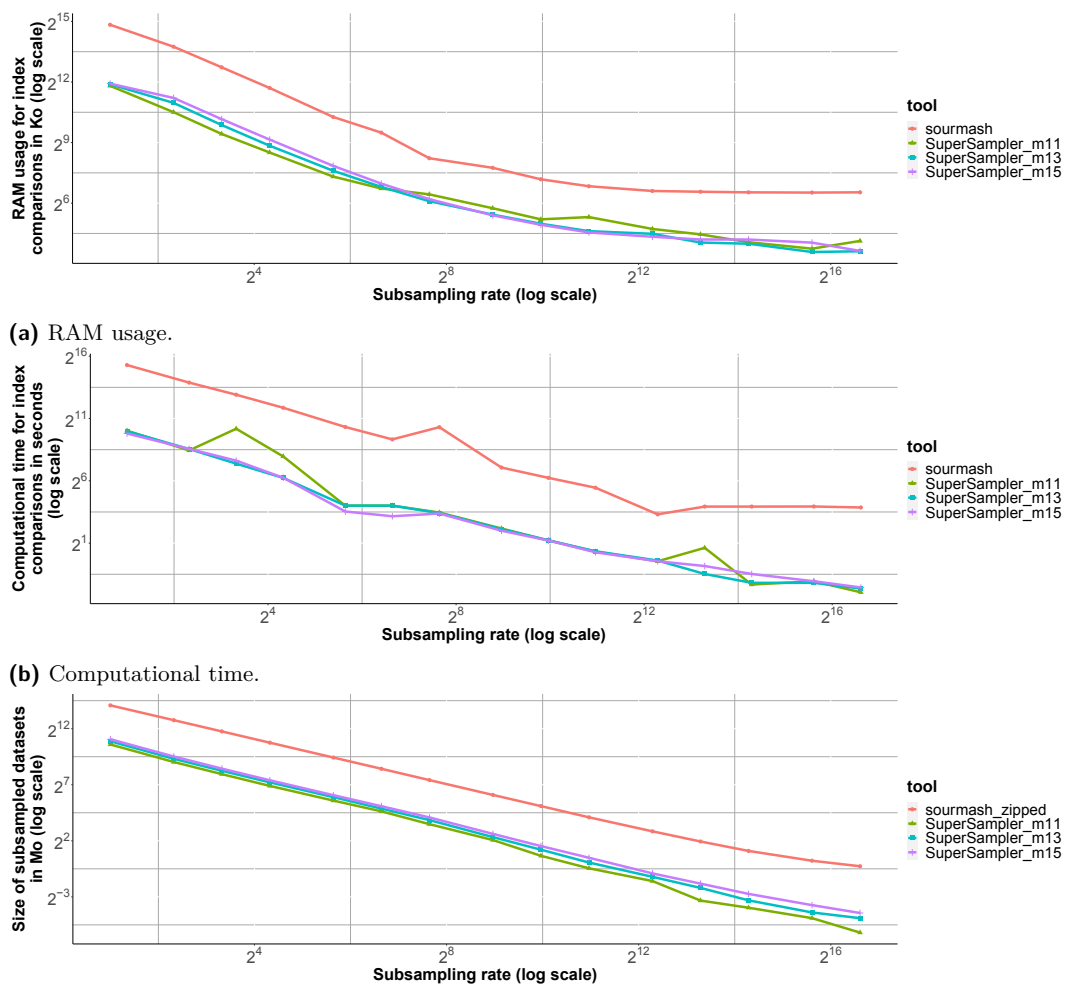 RAM usage for index
comparisons in Ko (log scale)
2^15
2^12
2^9
2^6
2^4
2^8
2^12
2^16
Subsampling rate (log scale)
tool
sourmash
SuperSampler_m11
SuperSampler_m13
SuperSampler_m15
(a) RAM usage.
Computational time for index
comparisons in seconds
(log scale)
2^16
2^11
2^6
2^1
2^4
2^8
2^12
2^16
Subsampling rate (log scale)
tool
sourmash
SuperSampler_m11
SuperSampler_m13
SuperSampler_m15
(b) Computational time.
Size of subsampled datasets
in Mo (log scale)
2^12
2^7
2^2
2^−3
2^4
2^8
2^12
2^16
Subsampling rate (log scale)
tool
sourmash_zipped
SuperSampler_m11
SuperSampler_m13
SuperSampler_m15